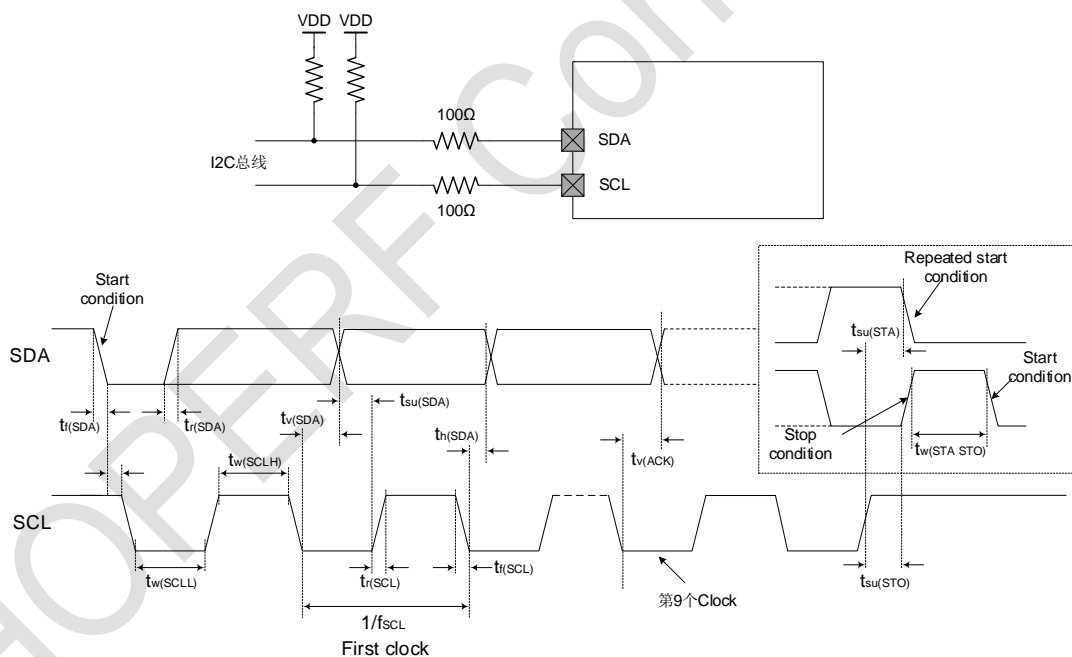 HOPERF Con
VDD VDD
100Ω
SDA
I2C总线
SCL
100Ω
Repeated start
condition
Start
condition
tsu(STA)
SDA
Start
condition
tf(SDA)
tr(SDA)
tv(SDA)
tsu(SDA)
th(SDA)
Stop
condition
tw(STA STO)
tv(ACK)
tw(SCLH)
SCL
tw(SCLL)
tr(SCL)
tf(SCL)
第9个Clock
tsu(STO)
1/fSCL
First clock